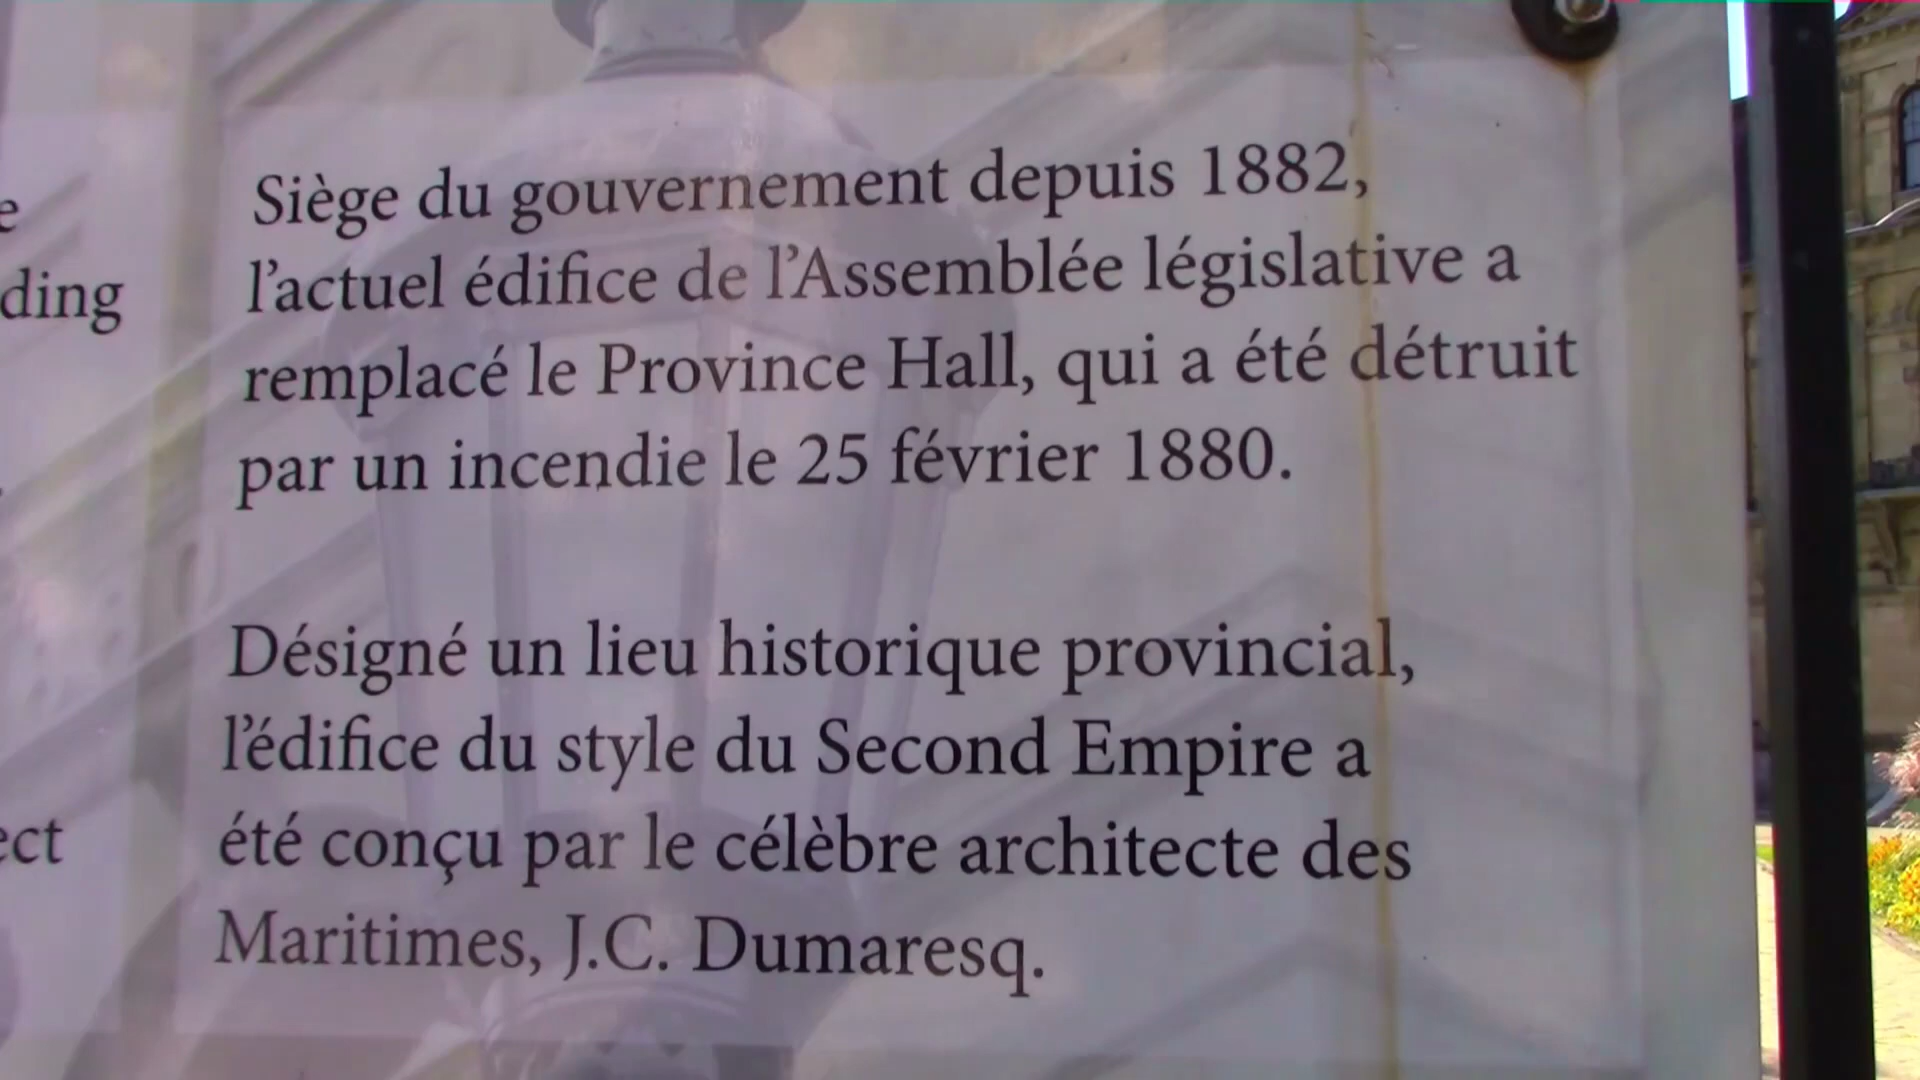 e
ding
ect
Siège du gouvernement depuis 1882,
l'actuel édifice de l'Assemblée législative a
remplacé le Province Hall, qui a été détruit
par un incendie le 25 février 1880.
Désigné un lieu historique provincial,
l'édifice du style du Second Empire a
été conçu par le célèbre architecte des
Maritimes, J.C. Dumaresq.